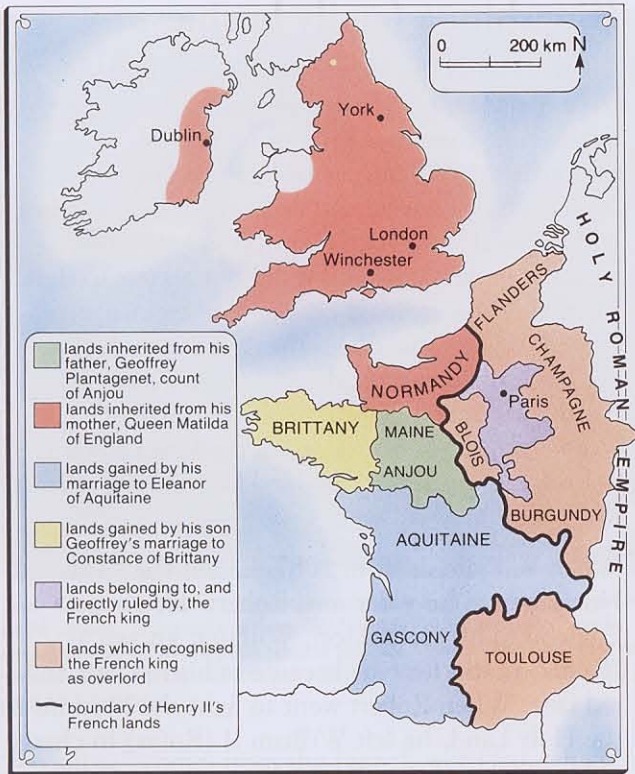 0 200 km N
York
Dublin
London
Winchester
HOLY ROMAN EMPIRE
FLANDERS
CHAMPAGNE
NORMANDY
Paris
BLOIS
BRITTANY
MAINE
ANJOU
BURGUNDY
AQUITAINE
GASCONY
TOULOUSE
lands inherited from his
father, Geoffrey
Plantagenet, count
of Anjou
lands inherited from his
mother, Queen Matilda
of England
lands gained by his
marriage to Eleanor
of Aquitaine
lands gained by his son
Geoffrey's marriage to
Constance of Brittany
lands belonging to, and
directly ruled by, the
French king
lands which recognised
the French king
as overlord
boundary of Henry II's
French lands